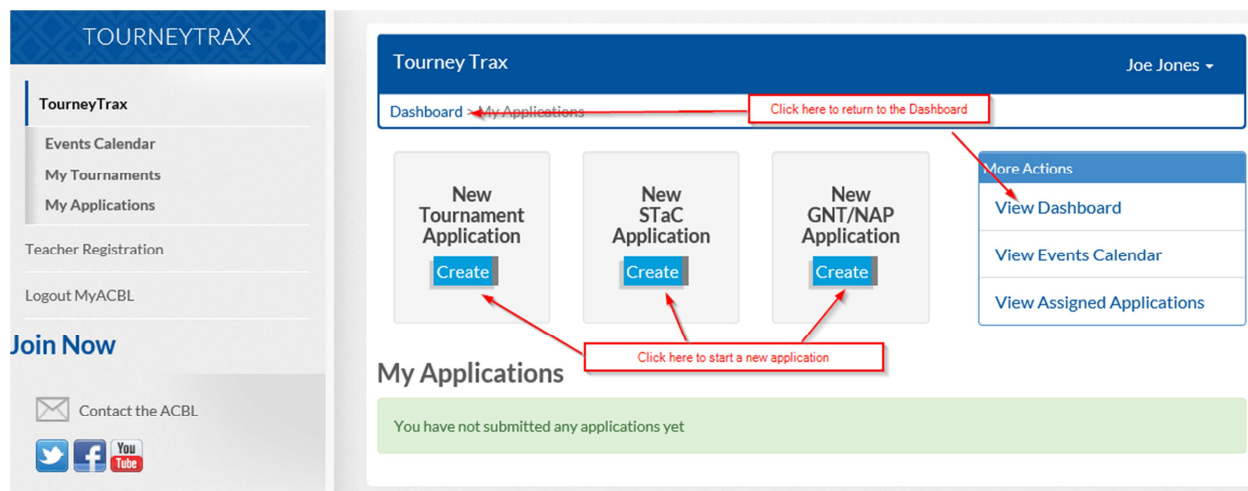 TOURNEYTRAX
TourneyTrax
Events Calendar
My Tournaments
My Applications
Teacher Registration
Logout MyACBL
Join Now
Contact the ACBL
You
Tube
Tourney Trax
Joe Jones
Dashboard > My Applications
Click here to return to the Dashboard
New
Tournament
Application
Create
New
STaC
Application
Create
New
GNT/NAP
Application
Create
More Actions
View Dashboard
View Events Calendar
View Assigned Applications
Click here to start a new application
My Applications
You have not submitted any applications yet